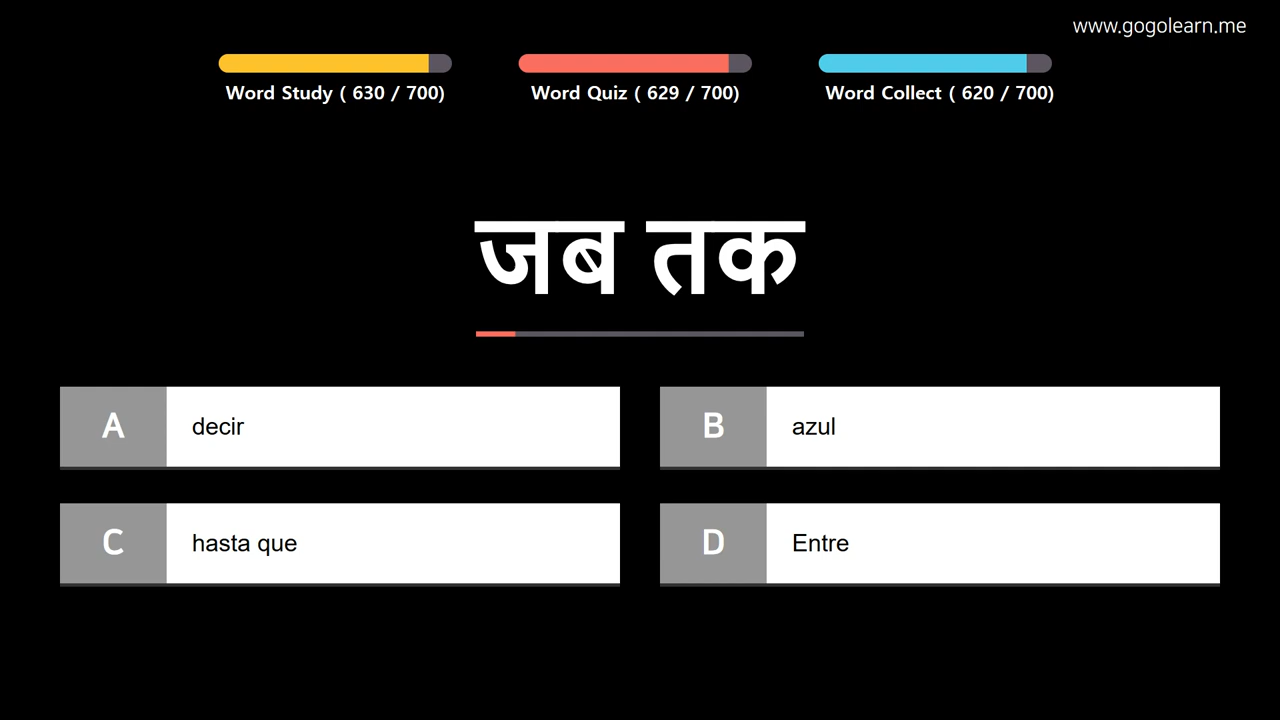 www.gogolearn.me
Word Study ( 630 / 700)
Word Quiz ( 629 / 700)
Word Collect ( 620 / 700)
जब तक
A decir
B azul
C hasta que
D Entre